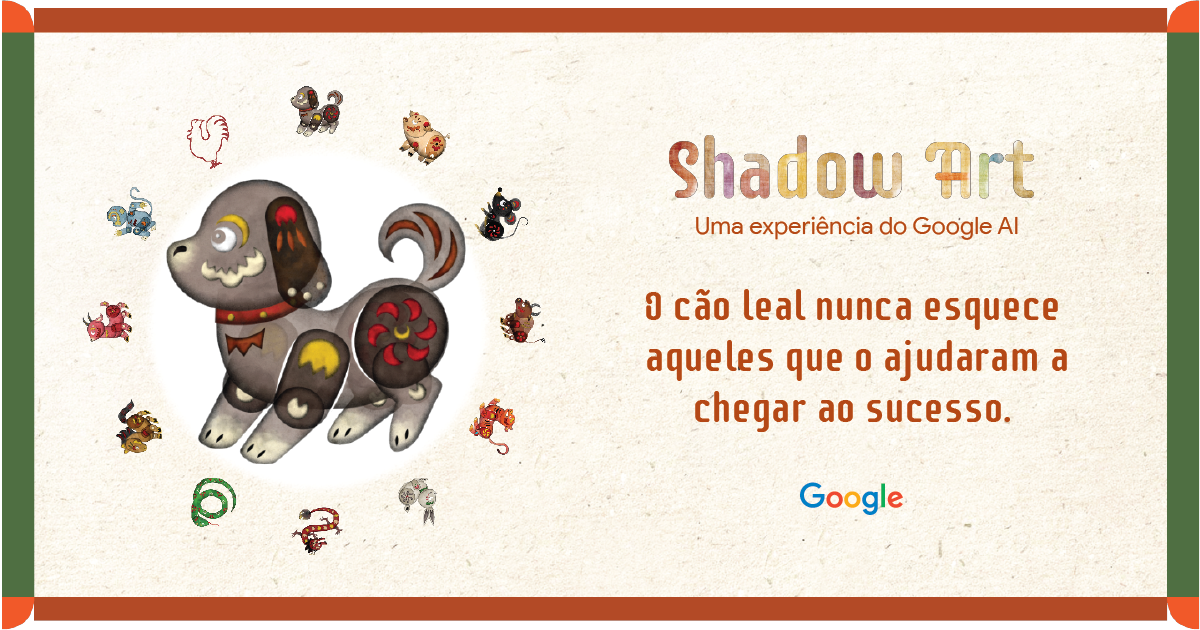 Shadow Art
Uma experiência do Google AI
O cão leal nunca esquece
aqueles que o ajudaram a
chegar ao sucesso.
Google